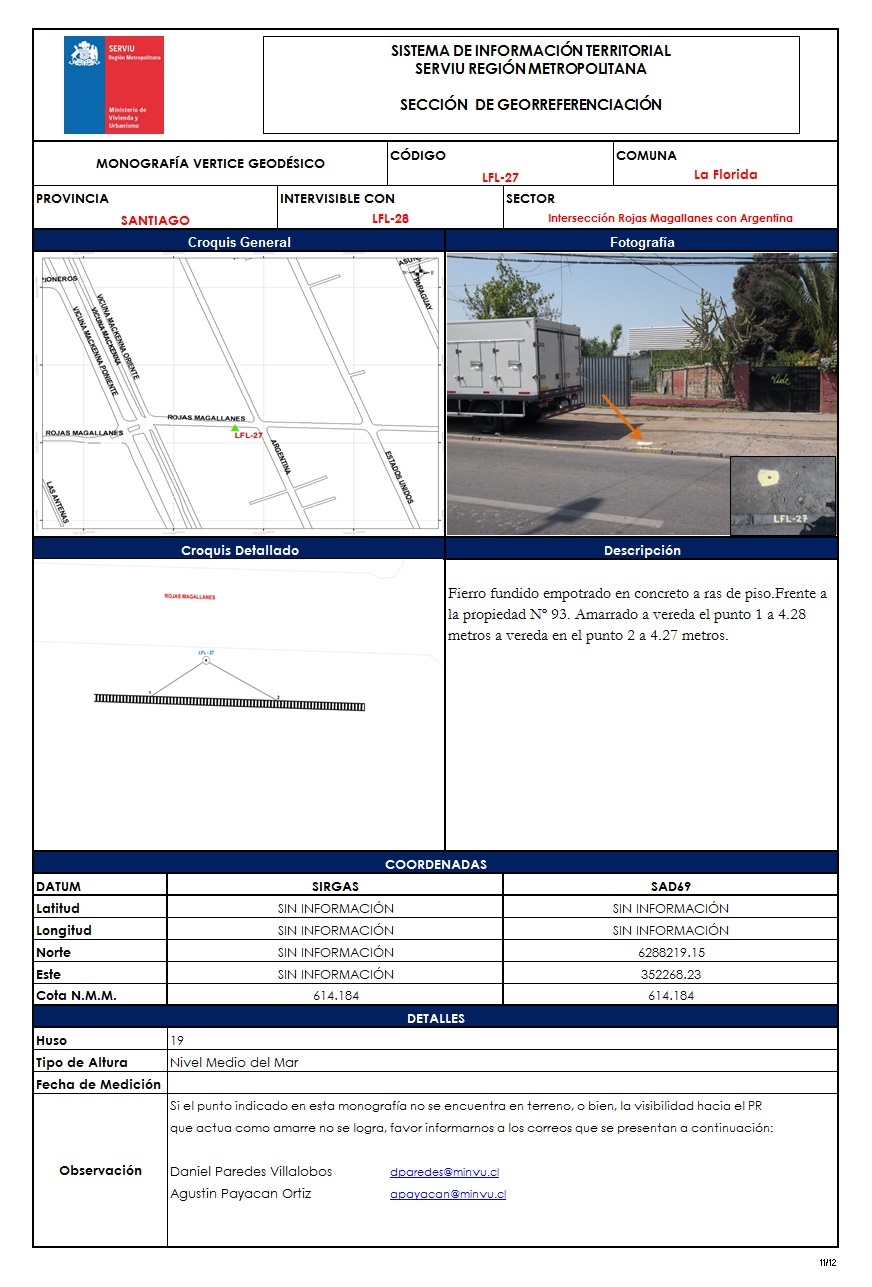 SERVIU
Región Metropolitana
Ministerio de
Vivienda y
Urbanismo
SISTEMA DE INFORMACIÓN TERRITORIAL
SERVIU REGIÓN METROPOLITANA
SECCIÓN DE GEORREFERENCIACIÓN
MONOGRAFÍA VERTICE GEODÉSICO
CÓDIGO
LFL-27
COMUNA
La Florida
PROVINCIA
SANTIAGO
INTERVISIBLE CON
LFL-28
SECTOR
Intersección Rojas Magallanes con Argentina
Croquis General
Fotografía
PIONEROS
VICUNA MACKENNA ORIENTE
VICUNA MACKENNA
VICUNA MACKENNA PONIENTE
ASUN
PARAGUAY
ROJAS MAGALLANES
ROJAS MAGALLANES
LFL-27
ARGENTINA
ESTADOS UNIDOS
LAS ANTENAS
LFL-27
Croquis Detallado
Descripción
ROJAS MAGALLANES
LFL - 27
1
2
Fierro fundido empotrado en concreto a ras de piso.Frente a
la propiedad Nº 93. Amarrado a vereda el punto 1 a 4.28
metros a vereda en el punto 2 a 4.27 metros.
COORDENADAS
DATUM SIRGAS SAD69
Latitud SIN INFORMACIÓN SIN INFORMACIÓN
Longitud SIN INFORMACIÓN SIN INFORMACIÓN
Norte SIN INFORMACIÓN 6288219.15
Este SIN INFORMACIÓN 352268.23
Cota N.M.M. 614.184 614.184
DETALLES
Huso 19
Tipo de Altura Nivel Medio del Mar
Fecha de Medición
Observación
Si el punto indicado en esta monografía no se encuentra en terreno, o bien, la visibilidad hacia el PR
que actua como amarre no se logra, favor informarnos a los correos que se presentan a continuación:
Daniel Paredes Villalobos dparedes@minvu.cl
Agustin Payacan Ortiz apayacan@minvu.cl
11/12